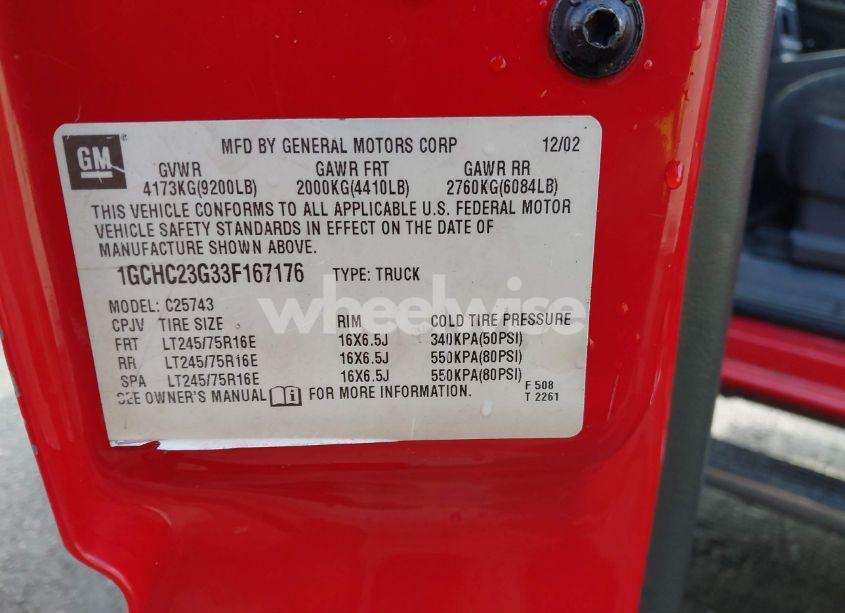 GM
MFD BY GENERAL MOTORS CORP 12/02
GVWR GAWR FRT GAWR RR
4173KG(9200LB) 2000KG(4410LB) 2760KG(6084LB)
THIS VEHICLE CONFORMS TO ALL APPLICABLE U.S. FEDERAL MOTOR
VEHICLE SAFETY STANDARDS IN EFFECT ON THE DATE OF
MANUFACTURE SHOWN ABOVE.
1GCHC23G33F167176 TYPE: TRUCK
wheelwise
MODEL: C25743
CPJV TIRE SIZE RIM COLD TIRE PRESSURE
FRT LT245/75R16E 16X6.5J 340KPA(50PSI)
RR LT245/75R16E 16X6.5J 550KPA(80PSI)
SPA LT245/75R16E 16X6.5J 550KPA(80PSI)
SEE OWNER'S MANUAL FOR MORE INFORMATION.
F 508
T 2261